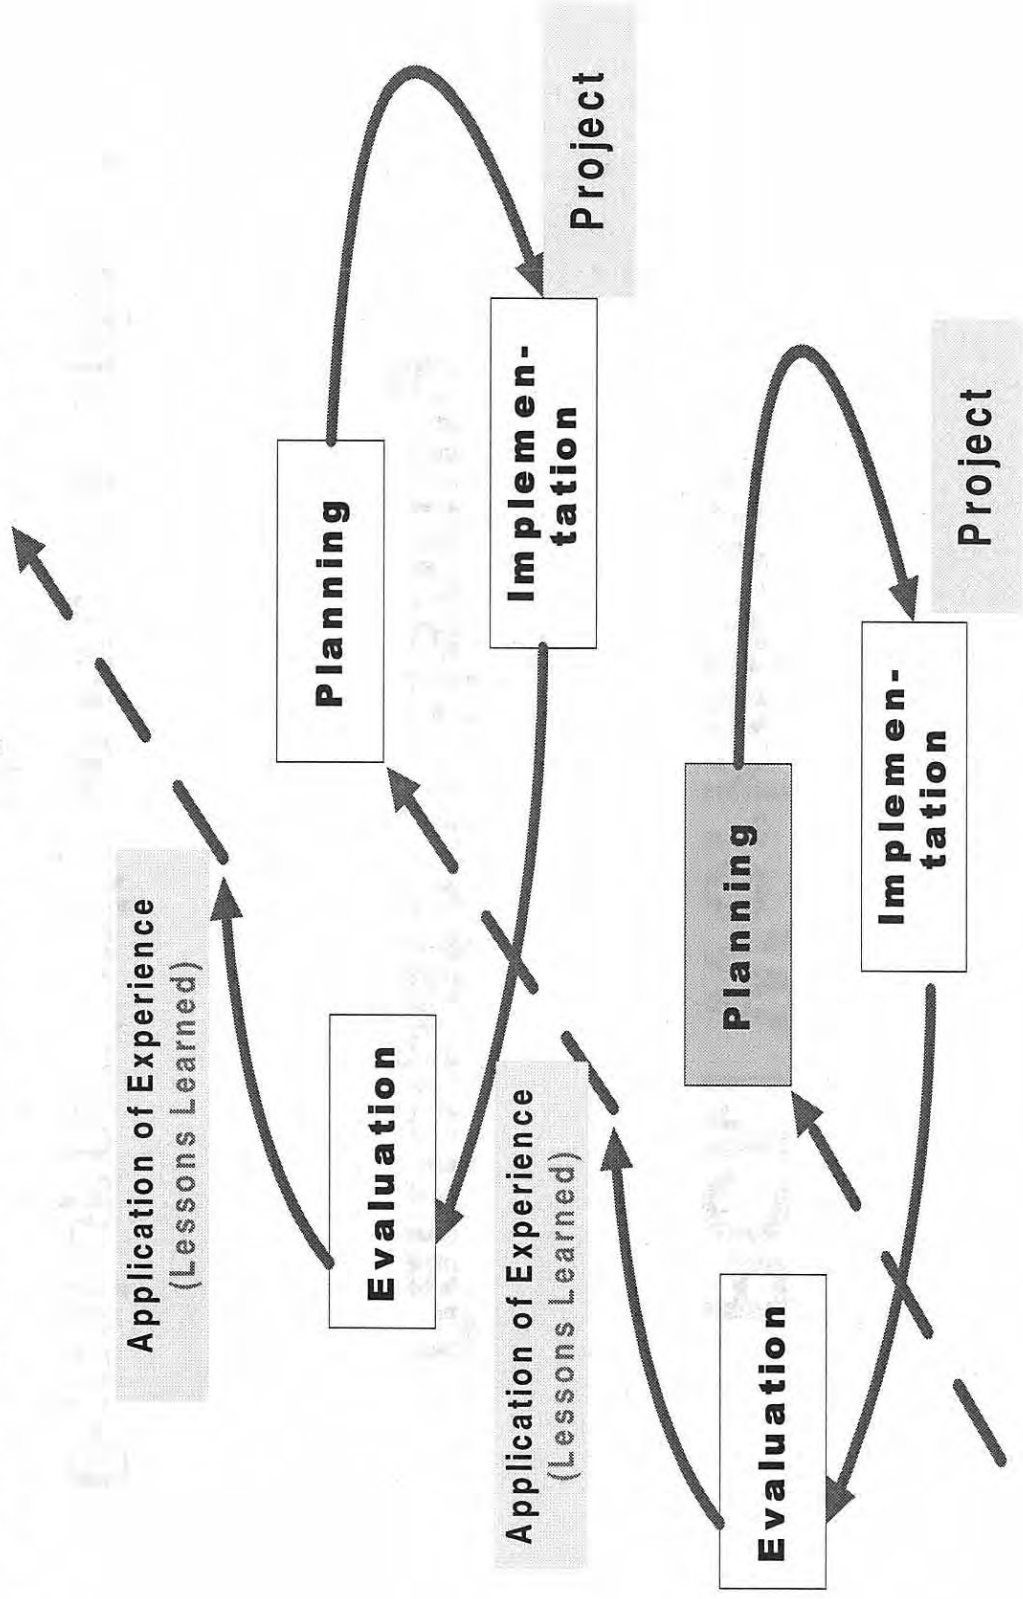 Application of Experience
(Lessons Learned)
Planning
Evaluation
Implemen-
tation
Project
Application of Experience
(Lessons Learned)
Planning
Evaluation
Implemen-
tation
Project